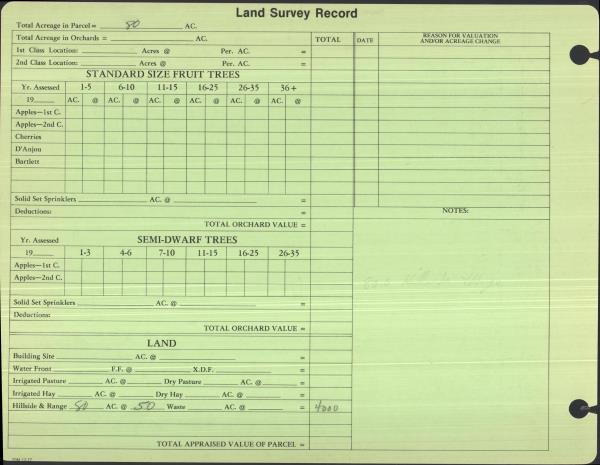 Land Survey Record
Total Acreage in Parcel = 80 AC.
Total Acreage in Orchards = AC. TOTAL DATE REASON FOR VALUATION AND/OR ACREAGE CHANGE
1st Class Location: Acres @ Per. AC. =
2nd Class Location: Acres @ Per. AC. =
STANDARD SIZE FRUIT TREES
Yr. Assessed 1-5 6-10 11-15 16-25 26-35 36+
19 AC. @ AC. @ AC. @ AC. @ AC. @ AC. @
Apples—1st C.
Apples—2nd C.
Cherries
D'Anjou
Bartlett
Solid Set Sprinklers AC. @ =
Deductions: = NOTES:
TOTAL ORCHARD VALUE =
Yr. Assessed SEMI-DWARF TREES
19 1-3 4-6 7-10 11-15 16-25 26-35
Apples—1st C.
Apples—2nd C.
Solid Set Sprinklers AC. @ =
Deductions:
TOTAL ORCHARD VALUE =
LAND
Building Site AC. @ =
Water Front F.F. @ X.D.F. =
Irrigated Pasture AC. @ Dry Pasture AC. @ =
Irrigated Hay AC. @ Dry Hay AC. @ =
Hillside & Range 80 AC. @ 50 Waste AC. @ = 4000
TOTAL APPRAISED VALUE OF PARCEL =